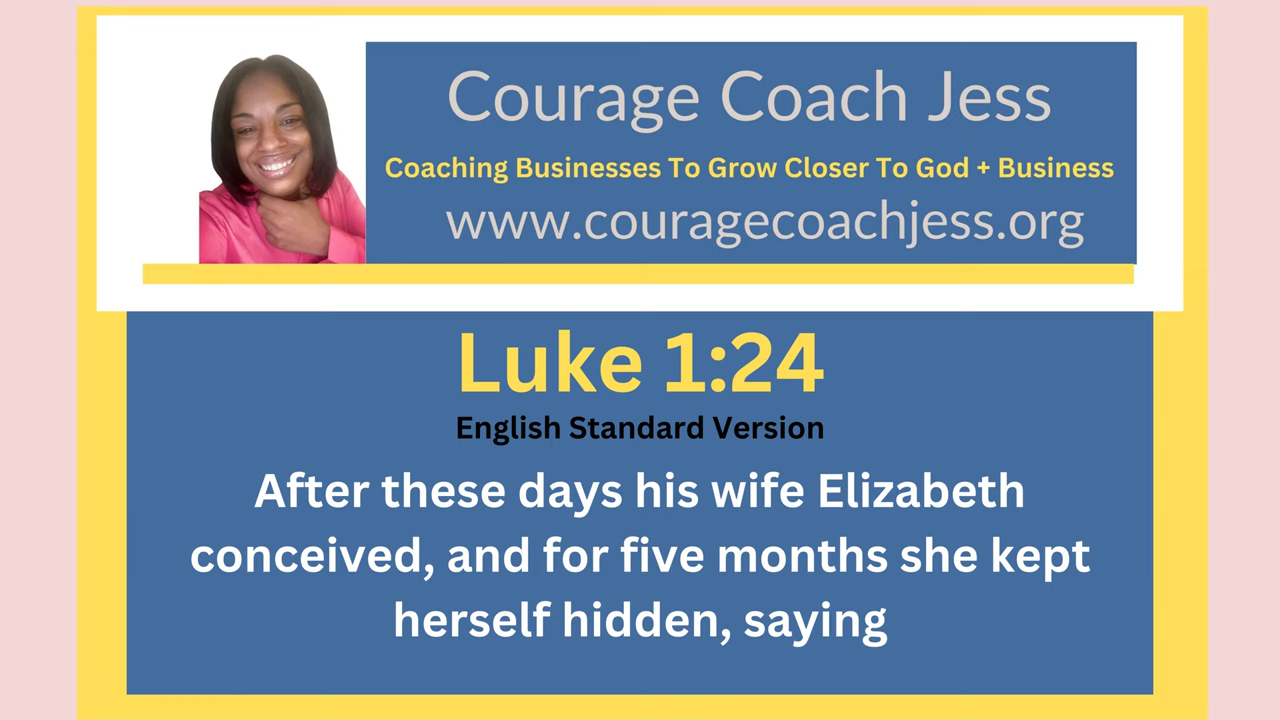 Courage Coach Jess
Coaching Businesses To Grow Closer To God + Business
www.couragecoachjess.org
Luke 1:24
English Standard Version
After these days his wife Elizabeth
conceived, and for five months she kept
herself hidden, saying